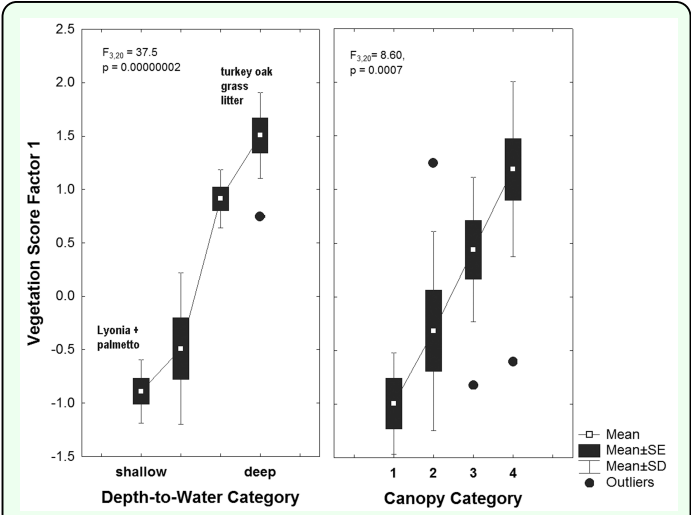 2.5
2.0
1.5
1.0
0.5
0.0
-0.5
-1.0
-1.5
Vegetation Score Factor 1
F3,20 = 37.5
p = 0.00000002
turkey oak
grass
litter
Lyonia +
palmetto
shallow deep
Depth-to-Water Category
F3,20= 8.60,
p = 0.0007
1 2 3 4
Canopy Category
Mean
Mean±SE
Mean±SD
Outliers